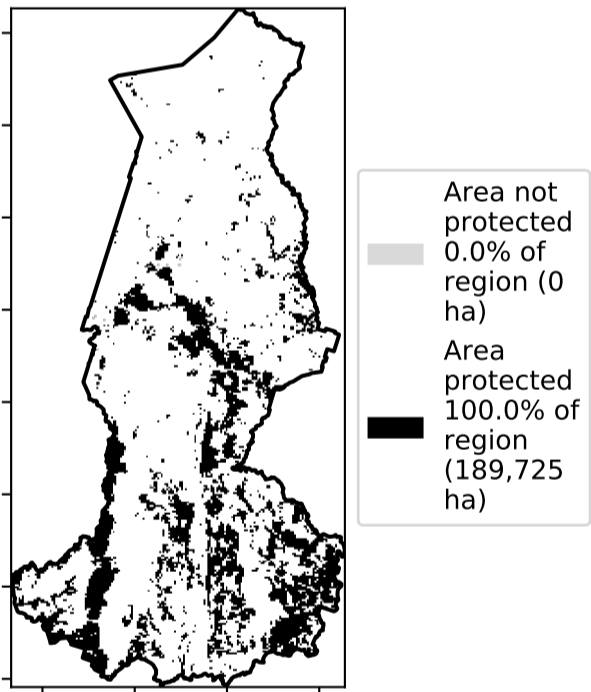 Area not
protected
0.0% of
region (0
ha)
Area
protected
100.0% of
region
(189,725
ha)